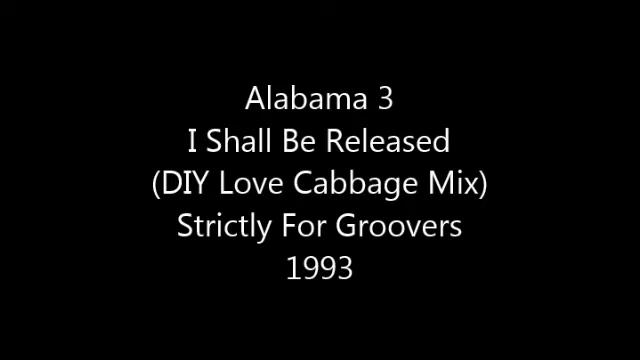 Alabama 3
I Shall Be Released
(DIY Love Cabbage Mix)
Strictly For Groovers
1993